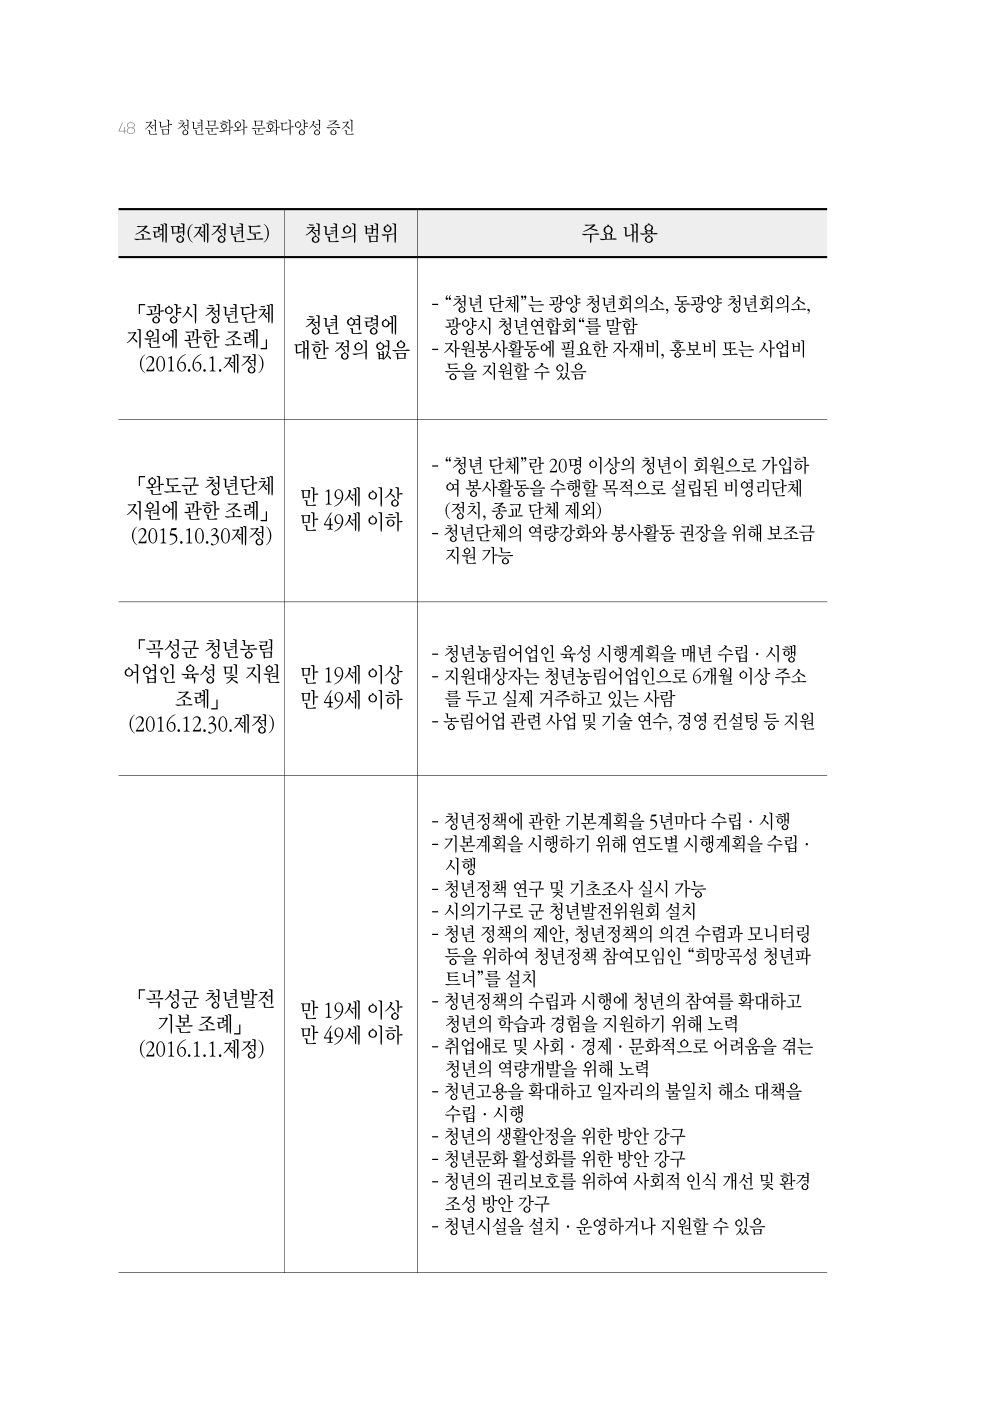 48 전남 청년문화와 문화다양성 증진
조례명(제정년도)
청년의 범위
주요 내용
「광양시 청년단체
지원에 관한 조례」
(2016.6.1.제정)
청년 연령에
대한 정의 없음
- “청년 단체”는 광양 청년회의소, 동광양 청년회의소,
광양시 청년연합회“를 말함
- 자원봉사활동에 필요한 자재비, 홍보비 또는 사업비
등을 지원할 수 있음
「완도군 청년단체
지원에 관한 조례」
(2015.10.30제정)
만 19세 이상
만 49세 이하
- “청년 단체”란 20명 이상의 청년이 회원으로 가입하
여 봉사활동을 수행할 목적으로 설립된 비영리단체
(정치, 종교 단체 제외)
- 청년단체의 역량강화와 봉사활동 권장을 위해 보조금
지원 가능
「곡성군 청년농림
어업인 육성 및 지원
조례」
(2016.12.30.제정)
만 19세 이상
만 49세 이하
- 청년농림어업인 육성 시행계획을 매년 수립 · 시행
- 지원대상자는 청년농림어업인으로 6개월 이상 주소
를 두고 실제 거주하고 있는 사람
- 농림어업 관련 사업 및 기술 연수, 경영 컨설팅 등 지원
「곡성군 청년발전
기본 조례」
(2016.1.1.제정)
만 19세 이상
만 49세 이하
- 청년정책에 관한 기본계획을 5년마다 수립 · 시행
- 기본계획을 시행하기 위해 연도별 시행계획을 수립 ·
시행
- 청년정책 연구 및 기초조사 실시 가능
- 시의기구로 군 청년발전위원회 설치
- 청년 정책의 제안, 청년정책의 의견 수렴과 모니터링
등을 위하여 청년정책 참여모임인 “희망곡성 청년파
트너”를 설치
- 청년정책의 수립과 시행에 청년의 참여를 확대하고
청년의 학습과 경험을 지원하기 위해 노력
- 취업애로 및 사회 · 경제 · 문화적으로 어려움을 겪는
청년의 역량개발을 위해 노력
- 청년고용을 확대하고 일자리의 불일치 해소 대책을
수립 · 시행
- 청년의 생활안정을 위한 방안 강구
- 청년문화 활성화를 위한 방안 강구
- 청년의 권리보호를 위하여 사회적 인식 개선 및 환경
조성 방안 강구
- 청년시설을 설치 · 운영하거나 지원할 수 있음